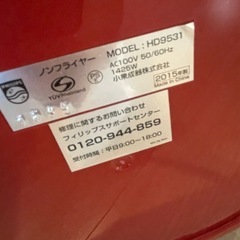 ノンフライヤー MODEL: HD9531
AC100V 50/60Hz
1425W
小泉成器株式会社
TÜVRheinland
PS
2015年製
Made in China
修理に関するお問い合わせ
フィリップスサポートセンター
0120-944-859
受付時間：平日9:00〜18:00